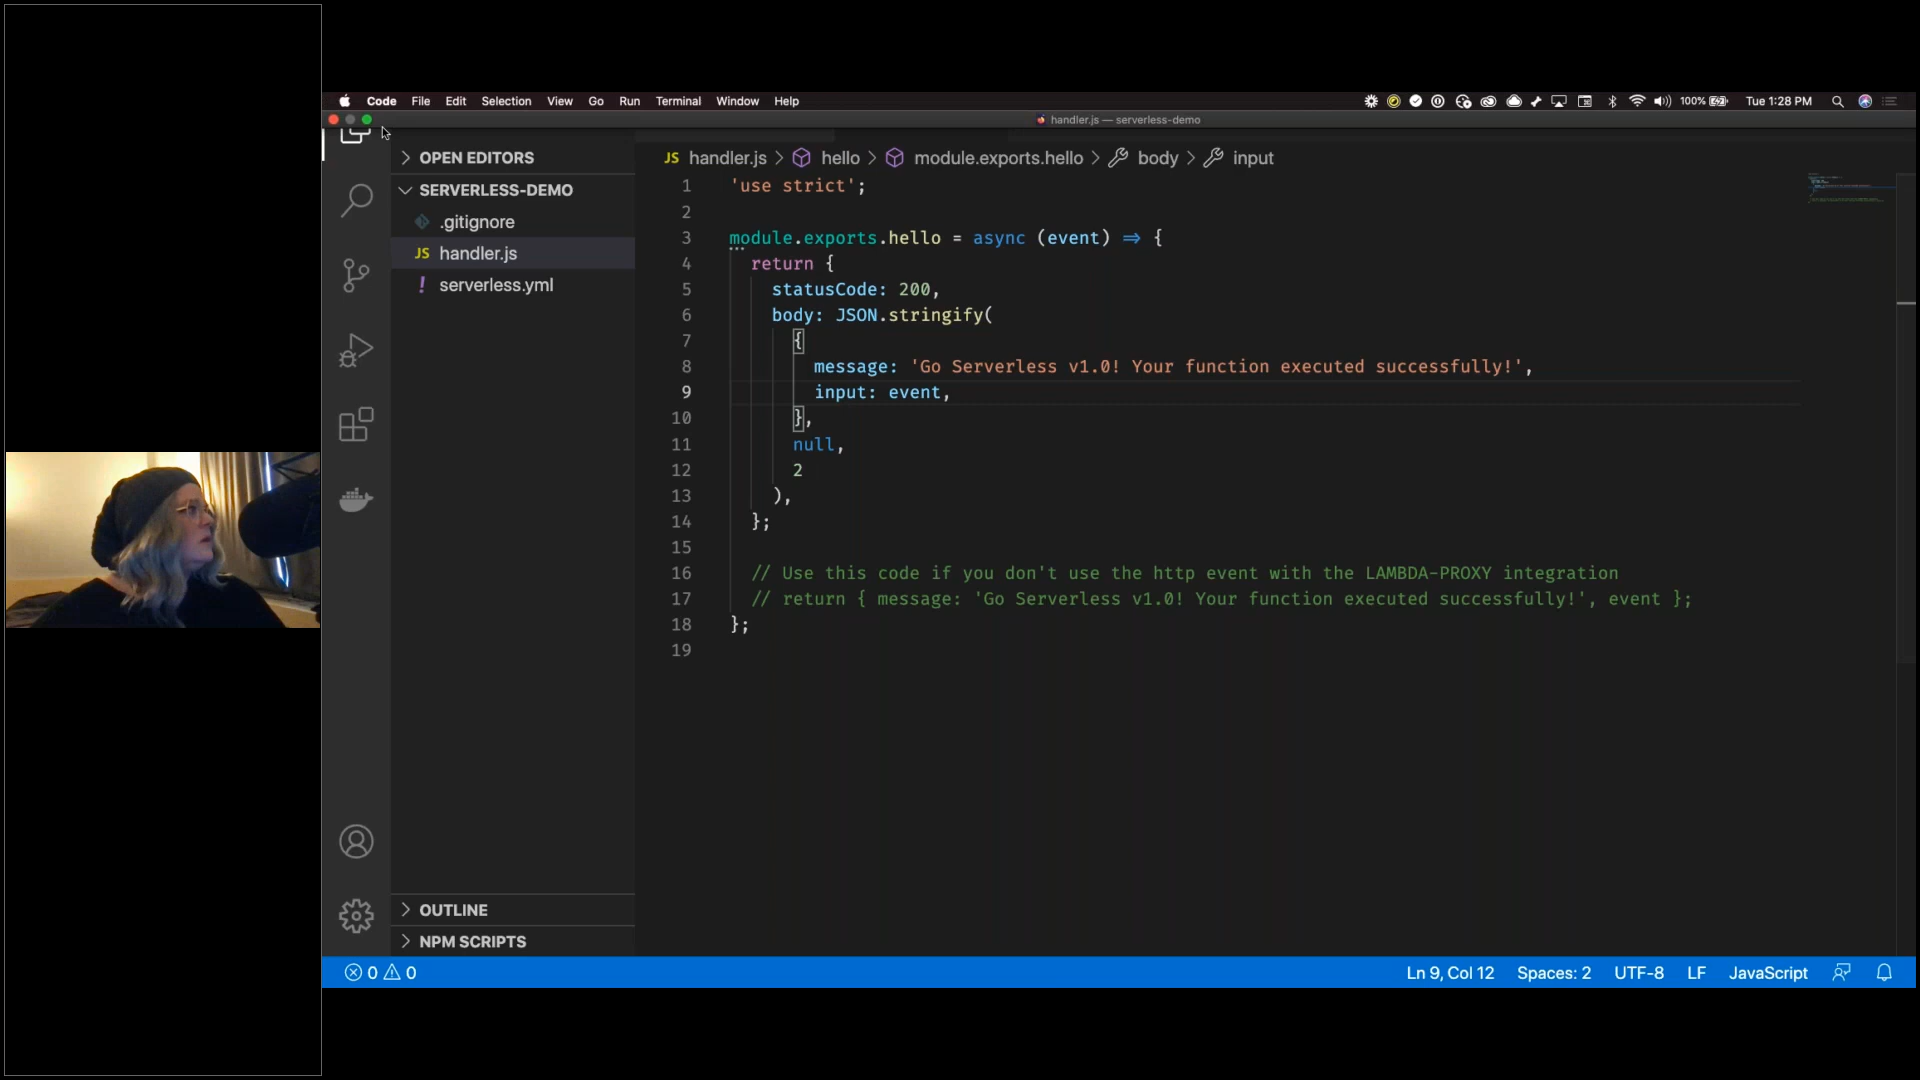 Code File Edit Selection View Go Run Terminal Window Help 100% Tue 1:28 PM
handler.js — serverless-demo
OPEN EDITORS
SERVERLESS-DEMO
.gitignore
JS handler.js
! serverless.yml
OUTLINE
NPM SCRIPTS
JS handler.js > hello > module.exports.hello > body > input
1 'use strict';
2
3 module.exports.hello = async (event) => {
4 return {
5 statusCode: 200,
6 body: JSON.stringify(
7 {
8 message: 'Go Serverless v1.0! Your function executed successfully!',
9 input: event,
10 },
11 null,
12 2
13 ),
14 };
15
16 // Use this code if you don't use the http event with the LAMBDA-PROXY integration
17 // return { message: 'Go Serverless v1.0! Your function executed successfully!', event };
18 };
19
0 0 Ln 9, Col 12 Spaces: 2 UTF-8 LF JavaScript